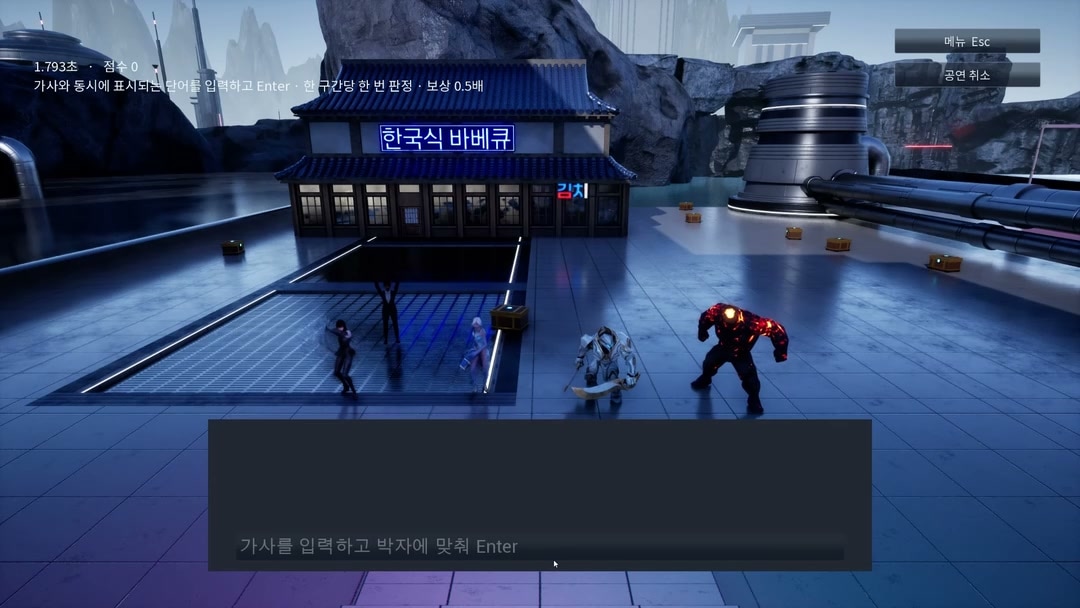 메뉴 Esc
1.793초 · 점수 0
공연 취소
가사와 동시에 표시되는 단어를 입력하고 Enter · 한 구간당 한 번 판정 · 보상 0.5배
한국식 바베큐
김치
가사를 입력하고 박자에 맞춰 Enter